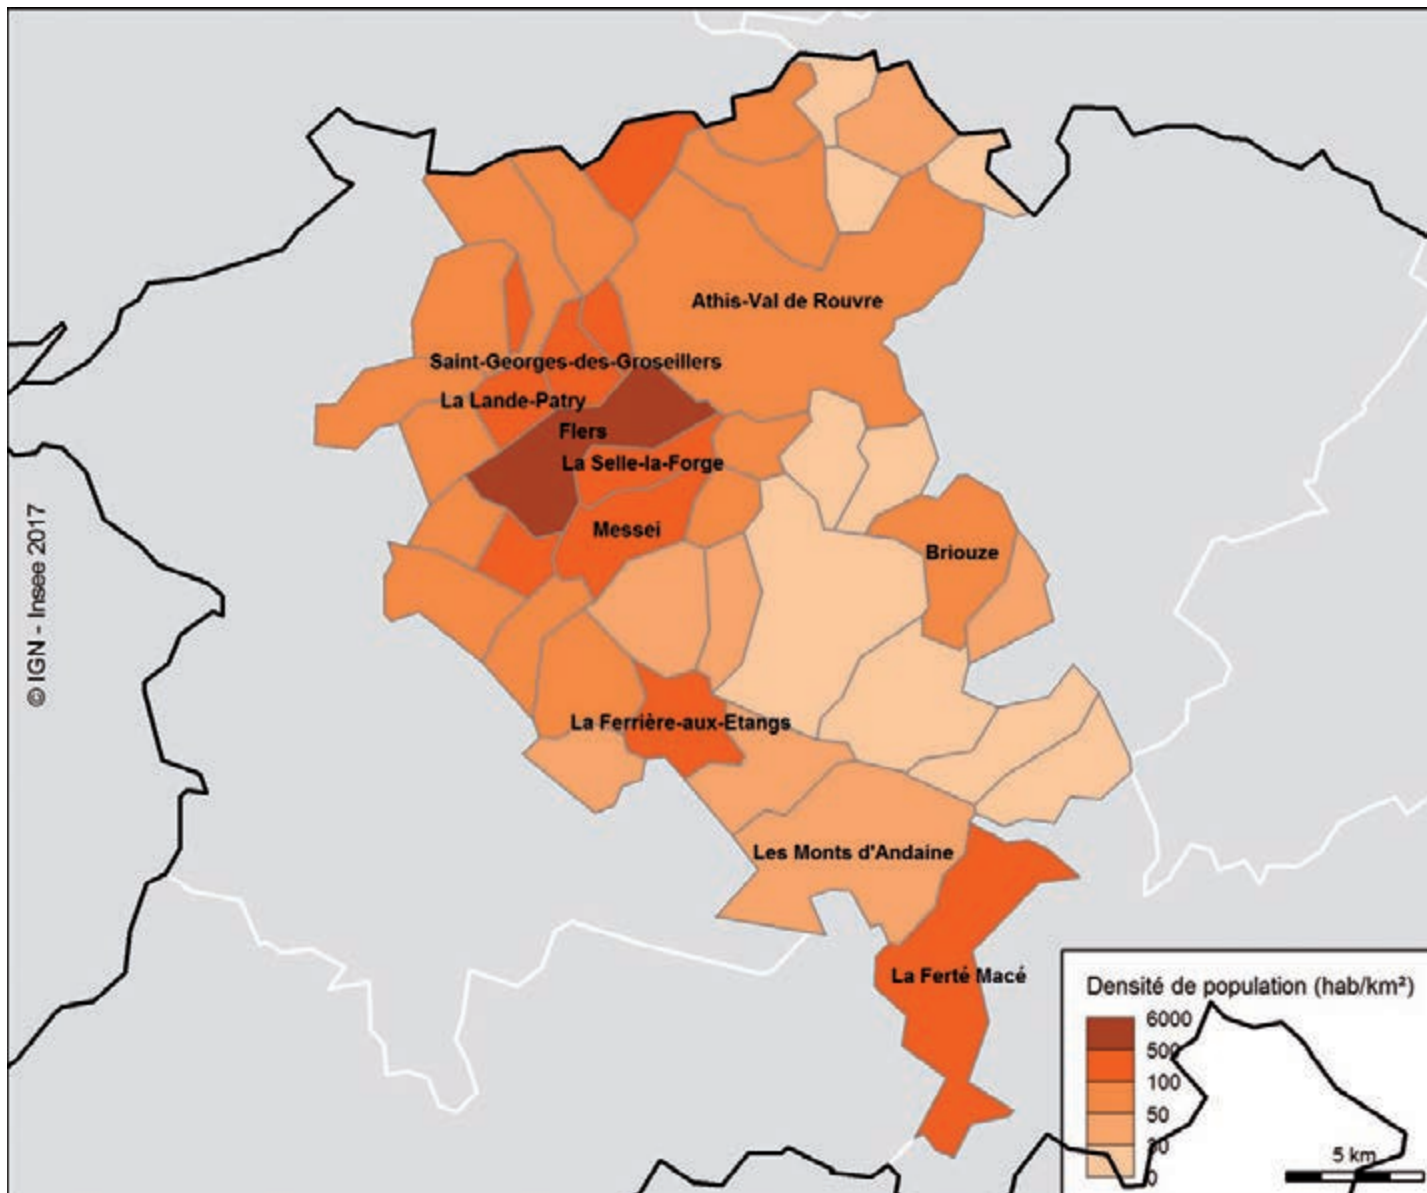 Athis-Val de Rouvre
Saint-Georges-des-Groseillers
La Lande-Patry
Flers
La Selle-la-Forge
Messei
Briouze
La Ferrière-aux-Etangs
Les Monts d'Andaine
La Ferté Macé
© IGN - Insee 2017
Densité de population (hab/km²)
6000
500
100
50
0
5 km